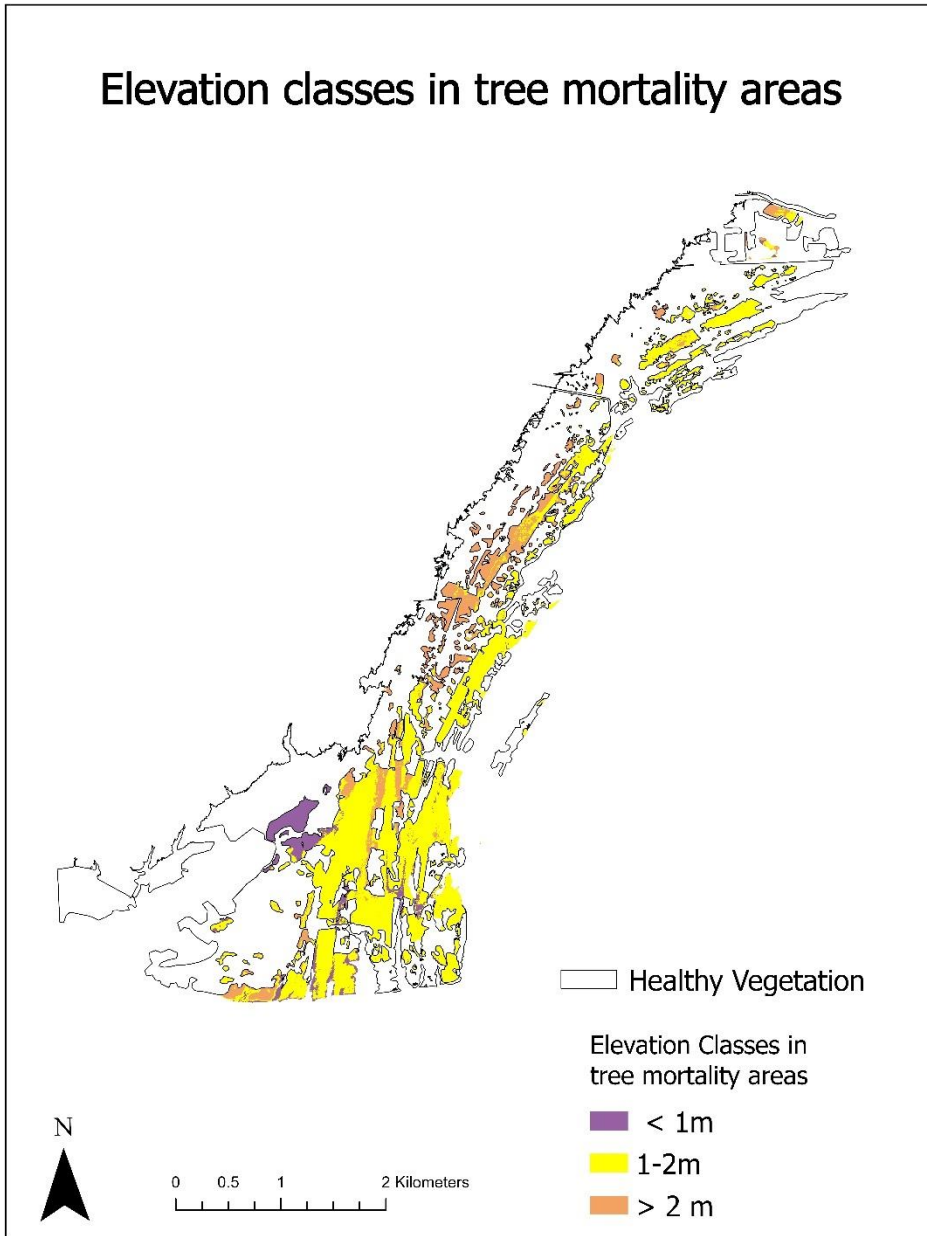 Elevation classes in tree mortality areas
Healthy Vegetation
Elevation Classes in
tree mortality areas
< 1m
1-2m
> 2 m
N
0 0.5 1 2 Kilometers